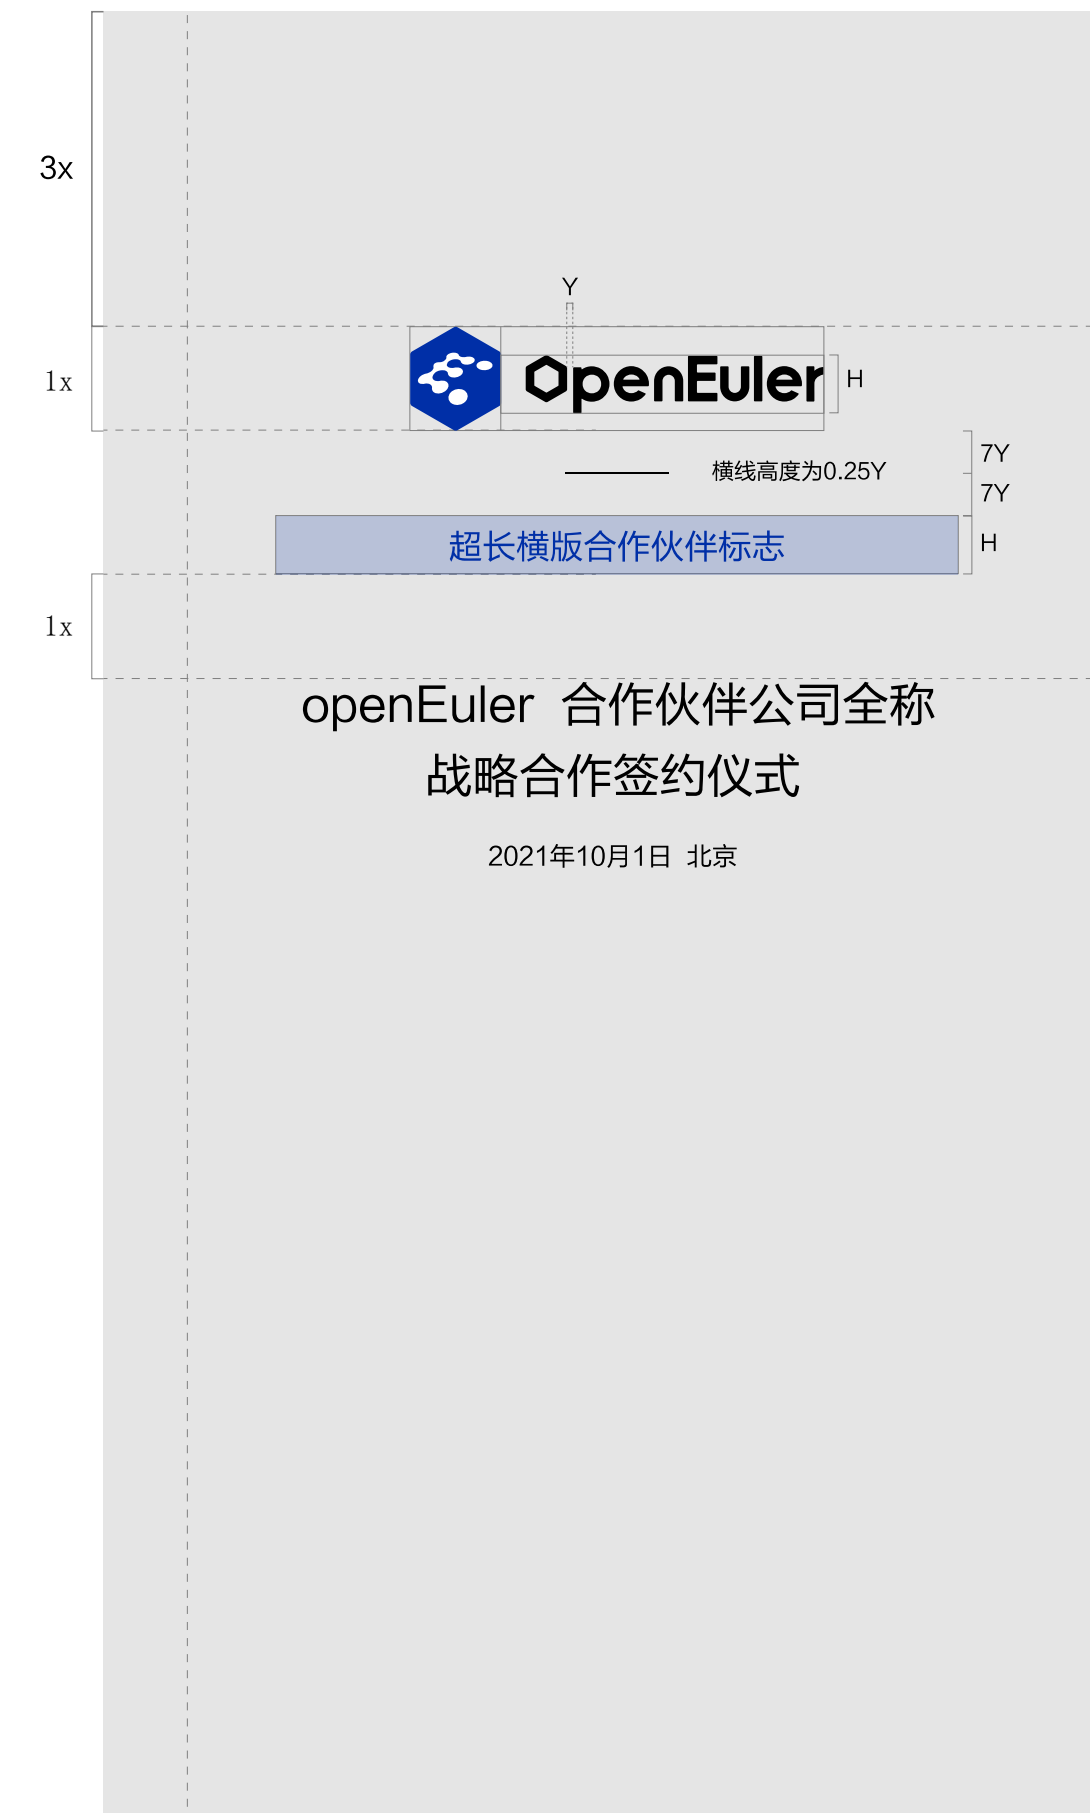 3x
Y
1x
openEuler
H
7Y
横线高度为0.25Y
7Y
超长横版合作伙伴标志
H
1x
openEuler 合作伙伴公司全称
战略合作签约仪式
2021年10月1日 北京